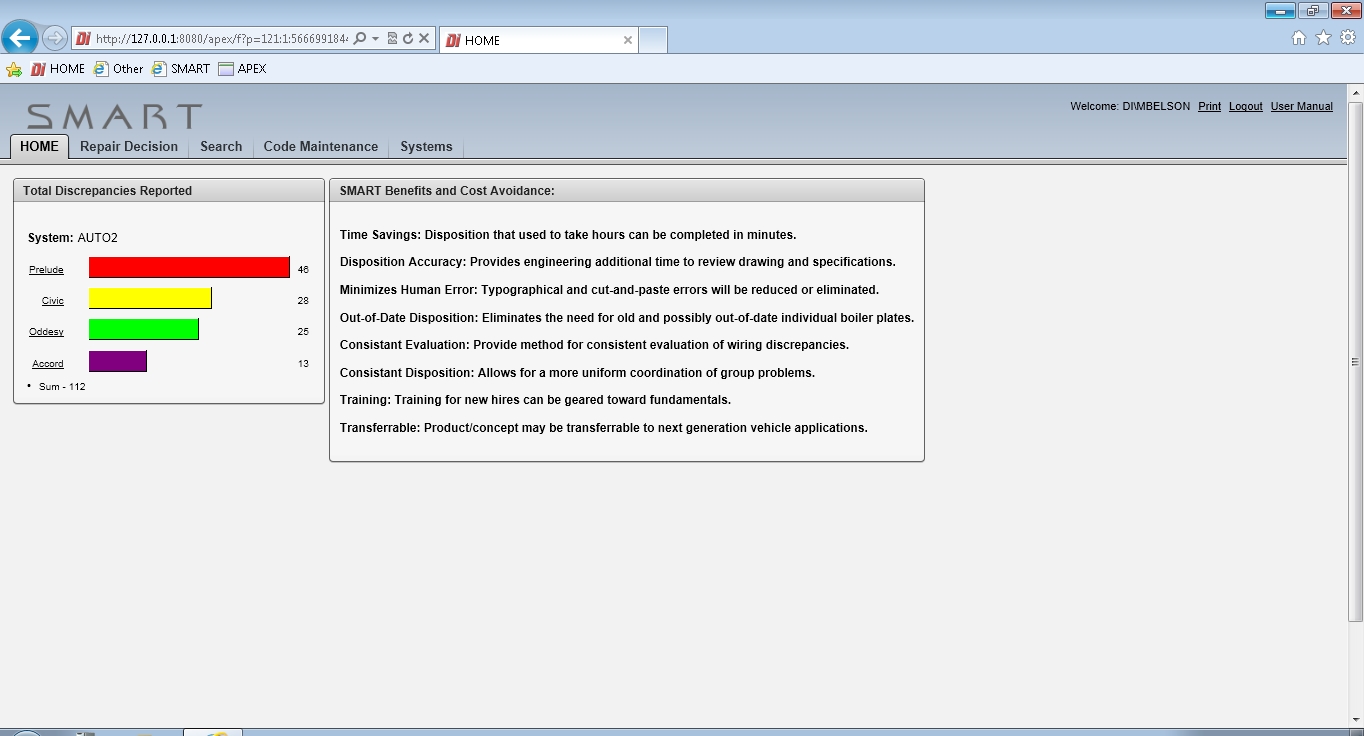 http://127.0.0.1:8080/apex/f?p=121:1:5666991844
Di HOME
Di HOME Other SMART APEX
SMART
Welcome: DI\MBELSON Print Logout User Manual
HOME Repair Decision Search Code Maintenance Systems
Total Discrepancies Reported
System: AUTO2
Prelude 46
Civic 28
Oddesy 25
Accord 13
• Sum - 112
SMART Benefits and Cost Avoidance:
Time Savings: Disposition that used to take hours can be completed in minutes.
Disposition Accuracy: Provides engineering additional time to review drawing and specifications.
Minimizes Human Error: Typographical and cut-and-paste errors will be reduced or eliminated.
Out-of-Date Disposition: Eliminates the need for old and possibly out-of-date individual boiler plates.
Consistant Evaluation: Provide method for consistent evaluation of wiring discrepancies.
Consistant Disposition: Allows for a more uniform coordination of group problems.
Training: Training for new hires can be geared toward fundamentals.
Transferrable: Product/concept may be transferrable to next generation vehicle applications.